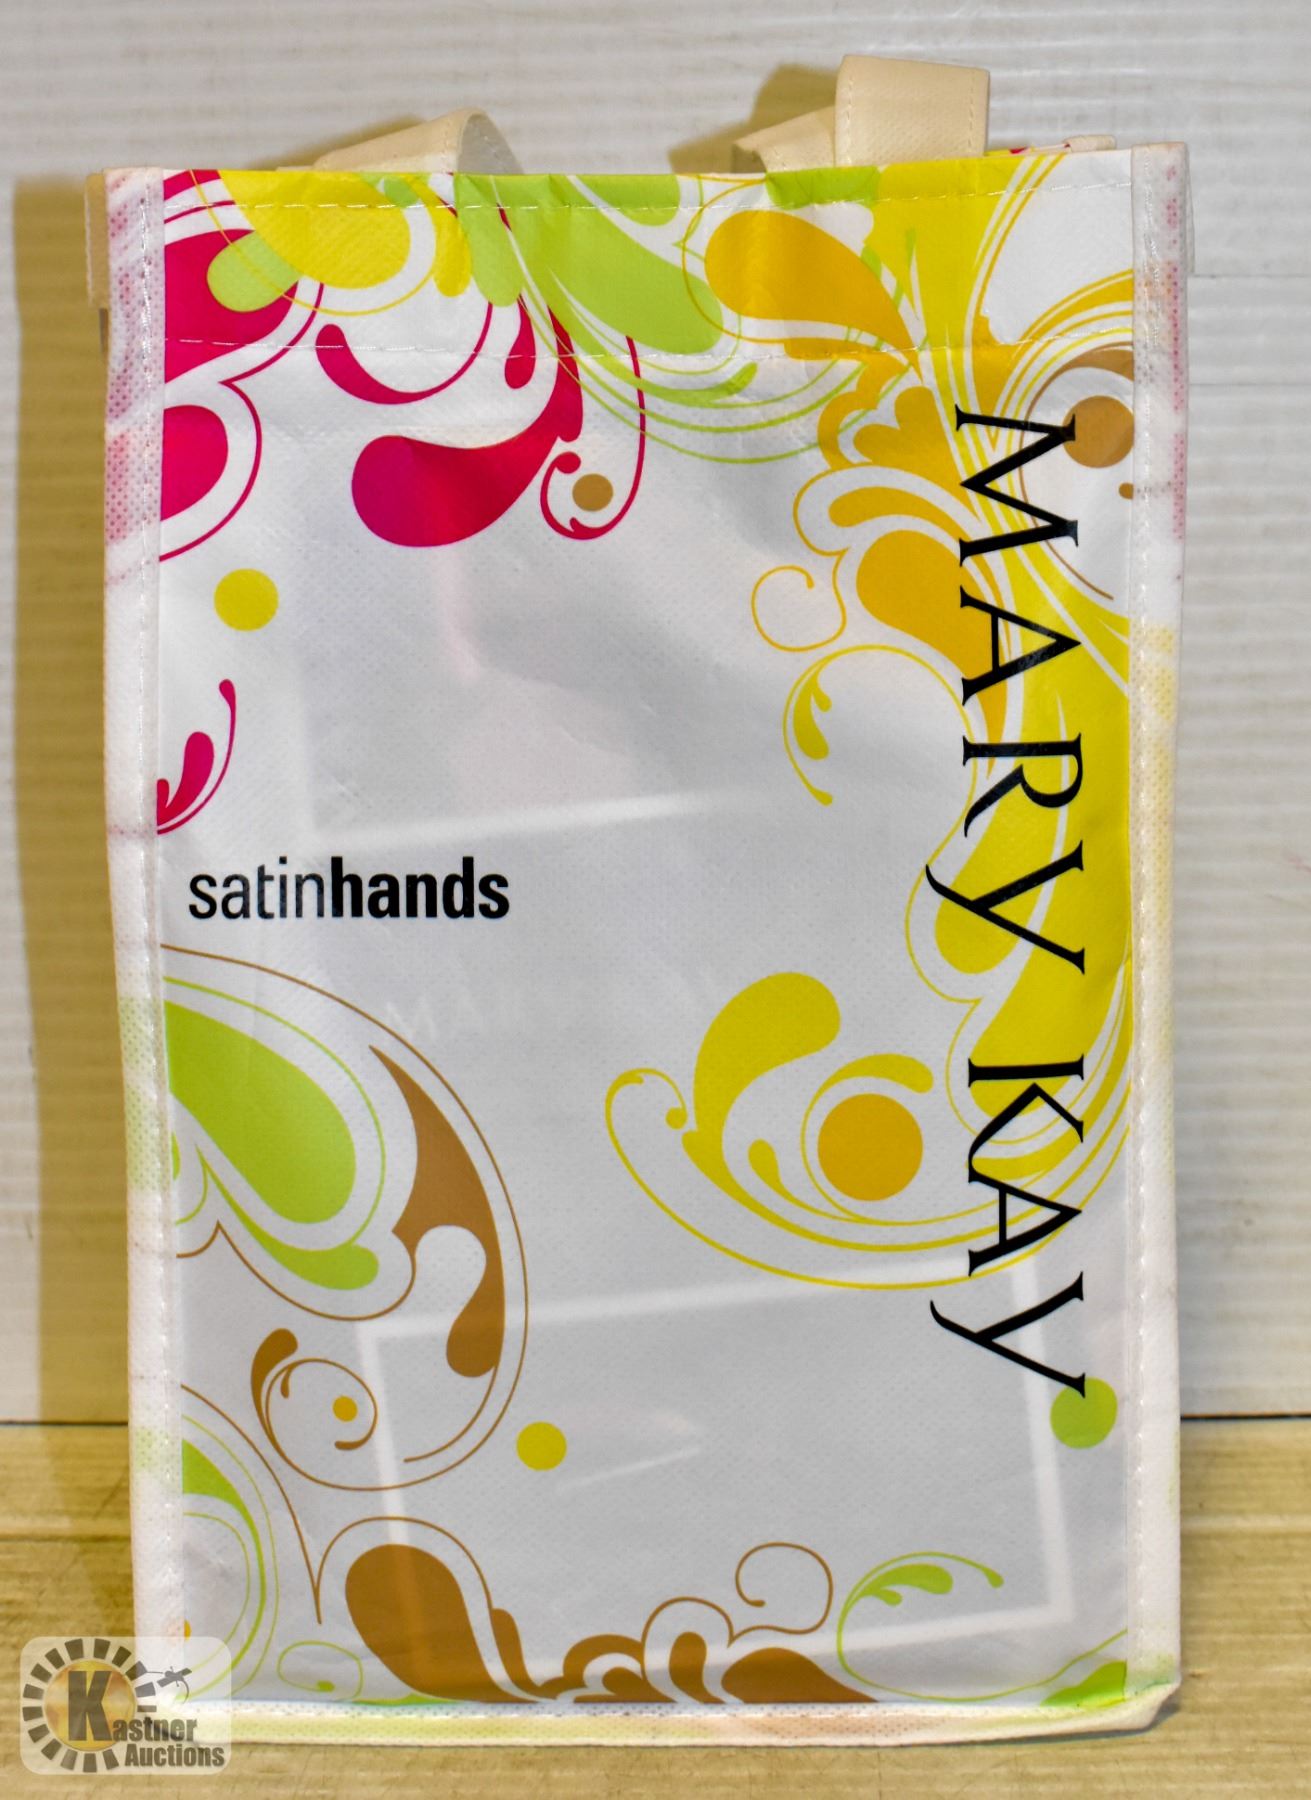 MARY KAY
satinhands
Kastner
Auctions